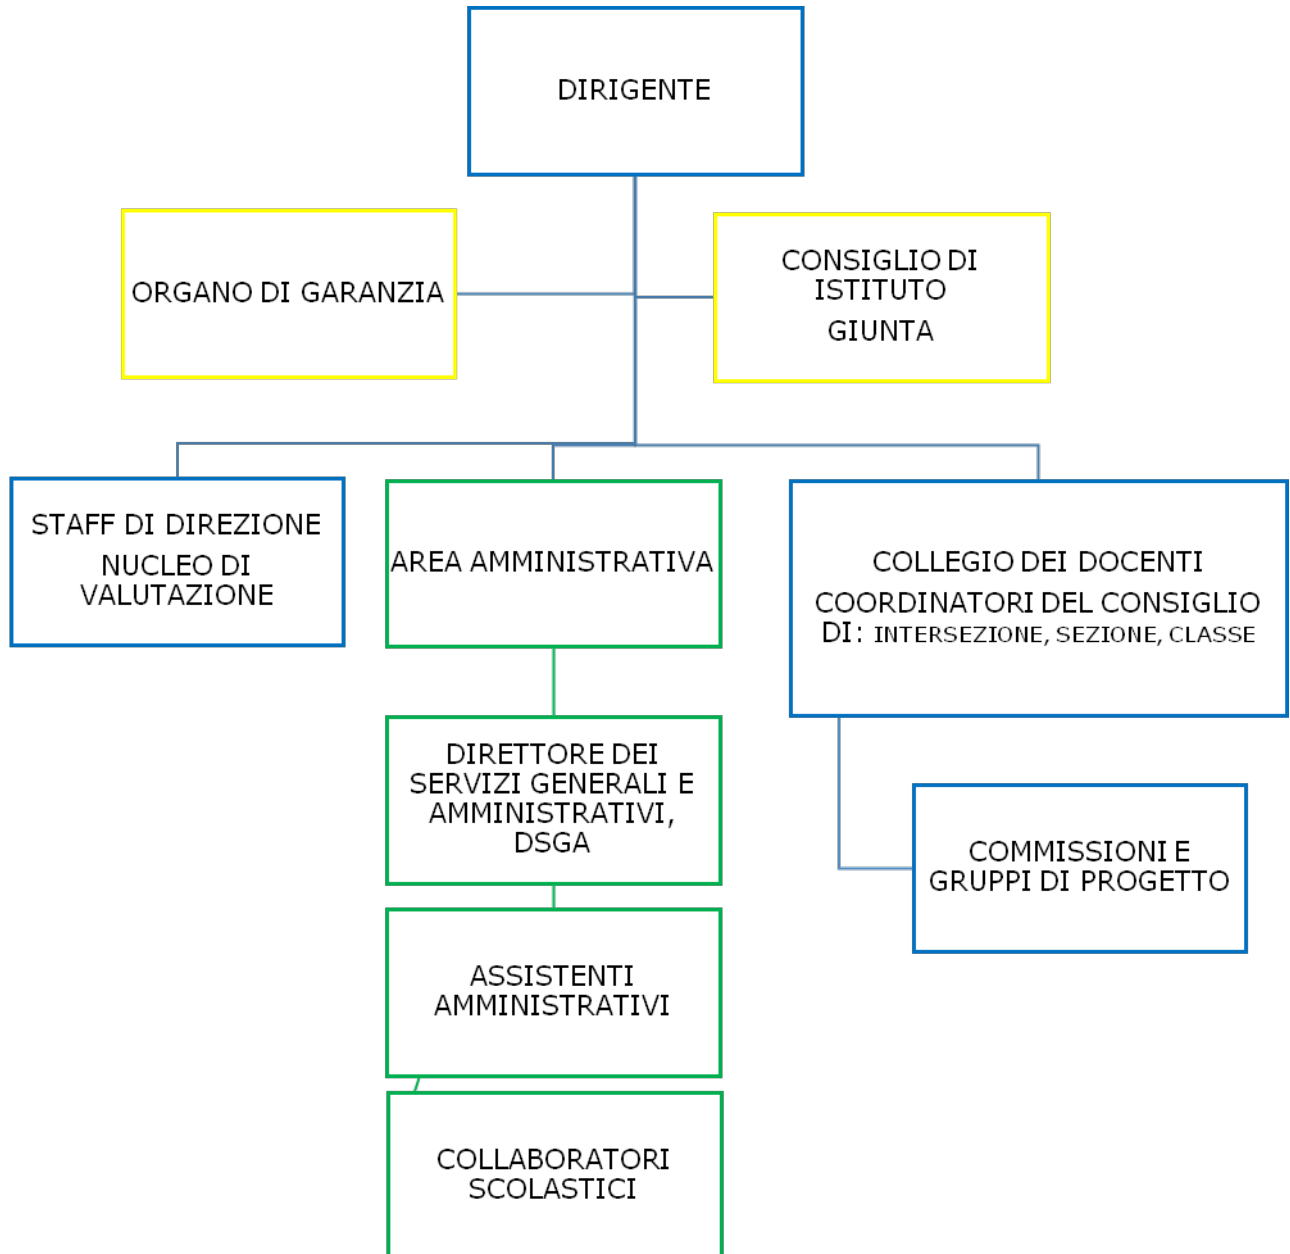 DIRIGENTE
ORGANO DI GARANZIA
CONSIGLIO DI
ISTITUTO
GIUNTA
STAFF DI DIREZIONE
NUCLEO DI
VALUTAZIONE
AREA AMMINISTRATIVA
COLLEGIO DEI DOCENTI
COORDINATORI DEL CONSIGLIO
DI: INTERSEZIONE, SEZIONE, CLASSE
DIRETTORE DEI
SERVIZI GENERALI E
AMMINISTRATIVI,
DSGA
COMMISSIONI E
GRUPPI DI PROGETTO
ASSISTENTI
AMMINISTRATIVI
COLLABORATORI
SCOLASTICI